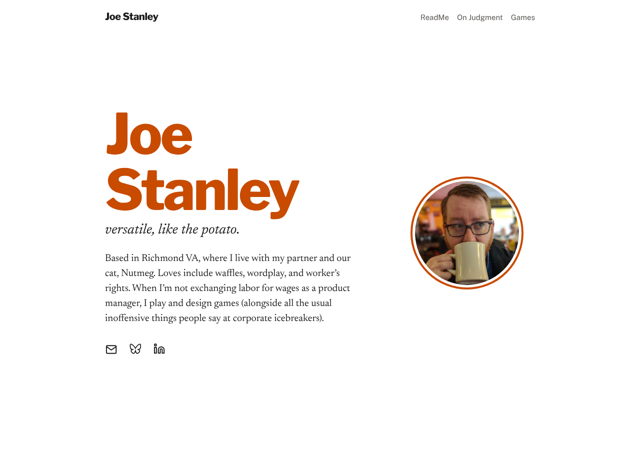 Joe Stanley
ReadMe On Judgment Games
Joe
Stanley
versatile, like the potato.
Based in Richmond VA, where I live with my partner and our
cat, Nutmeg. Loves include waffles, wordplay, and worker’s
rights. When I’m not exchanging labor for wages as a product
manager, I play and design games (alongside all the usual
inoffensive things people say at corporate icebreakers).